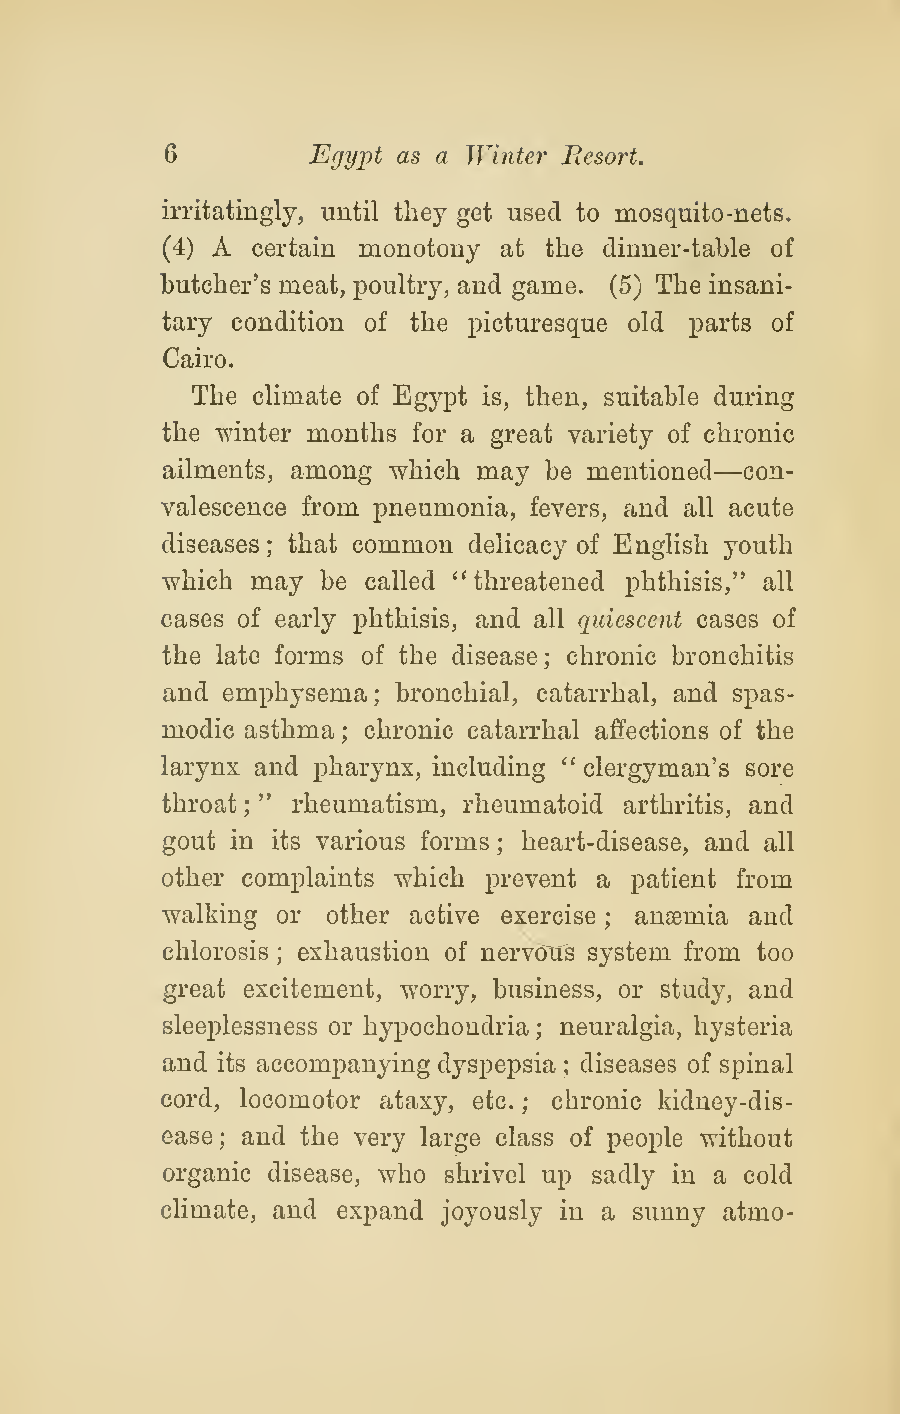 6 Egypt as a Winter Resort.
irritatingly, until they get used to mosquito-nets.
(4) A certain monotony at the dinner-table of
butcher's meat, poultry, and game. (5) The insani-
tary condition of the picturesque old parts of
Cairo.
The climate of Egypt is, then, suitable during
the winter months for a great variety of chronic
ailments, among which may be mentioned—con-
valescence from pneumonia, fevers, and all acute
diseases; that common delicacy of English youth
which may be called "threatened phthisis," all
cases of early phthisis, and all quiescent cases of
the late forms of the disease; chronic bronchitis
and emphysema; bronchial, catarrhal, and spas-
modic asthma; chronic catarrhal affections of the
larynx and pharynx, including "clergyman's sore
throat;" rheumatism, rheumatoid arthritis, and
gout in its various forms; heart-disease, and all
other complaints which prevent a patient from
walking or other active exercise; anæmia and
chlorosis; exhaustion of nervous system from too
great excitement, worry, business, or study, and
sleeplessness or hypochondria; neuralgia, hysteria
and its accompanying dyspepsia; diseases of spinal
cord, locomotor ataxy, etc.; chronic kidney-dis-
ease; and the very large class of people without
organic disease, who shrivel up sadly in a cold
climate, and expand joyously in a sunny atmo-